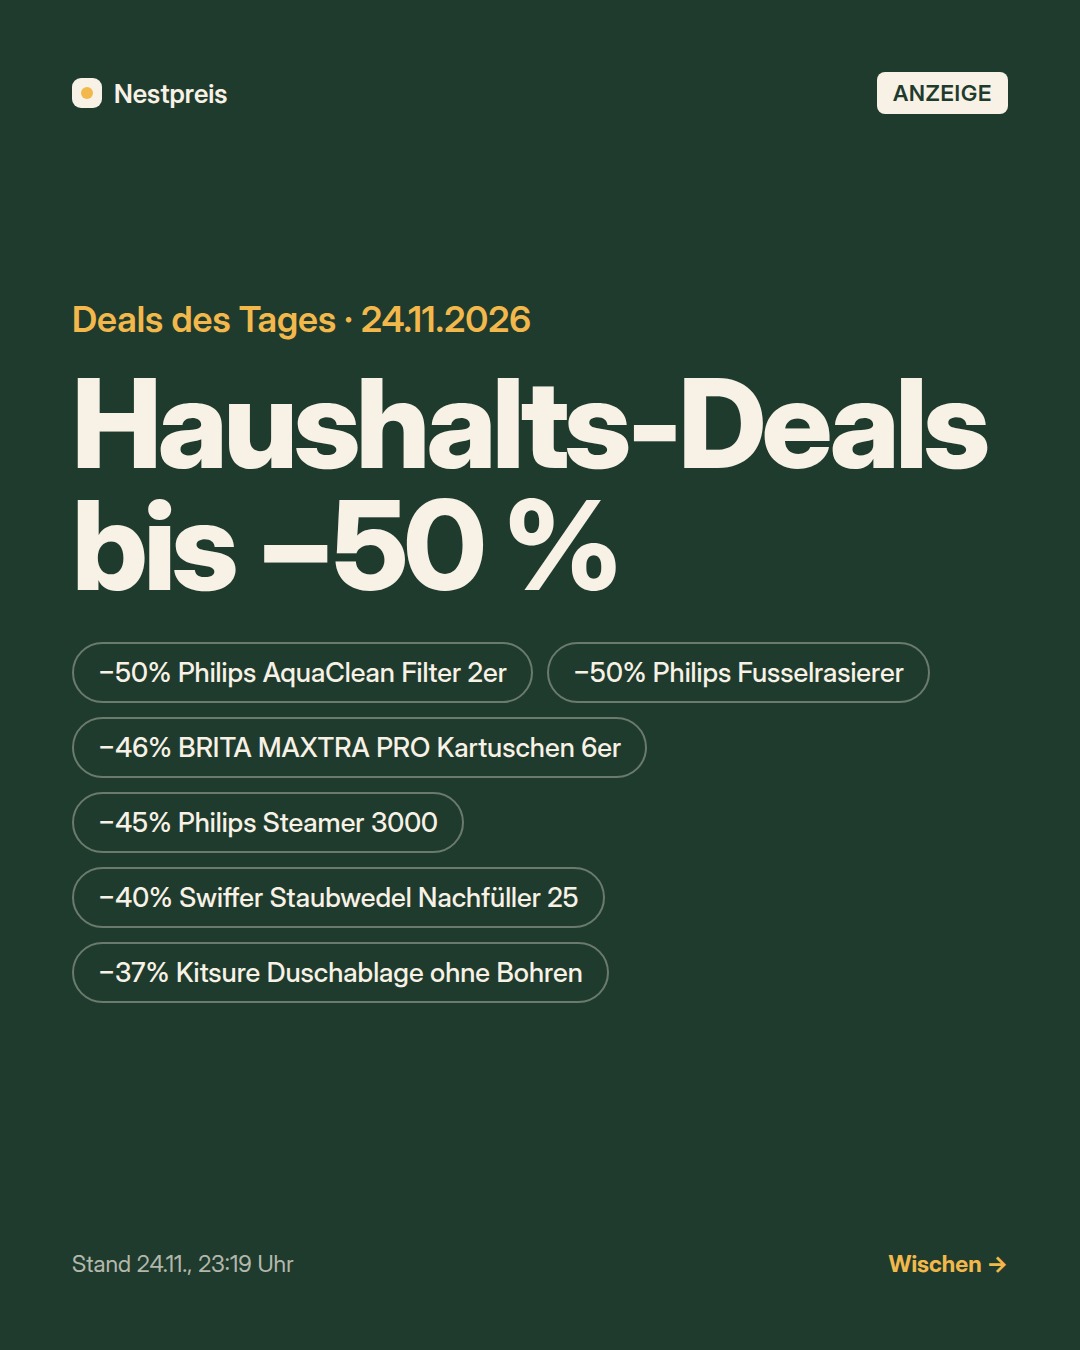 Nestpreis
ANZEIGE
Deals des Tages · 24.11.2026
Haushalts-Deals
bis −50 %
−50% Philips AquaClean Filter 2er
−50% Philips Fusselrasierer
−46% BRITA MAXTRA PRO Kartuschen 6er
−45% Philips Steamer 3000
−40% Swiffer Staubwedel Nachfüller 25
−37% Kitsure Duschablage ohne Bohren
Stand 24.11., 23:19 Uhr
Wischen →